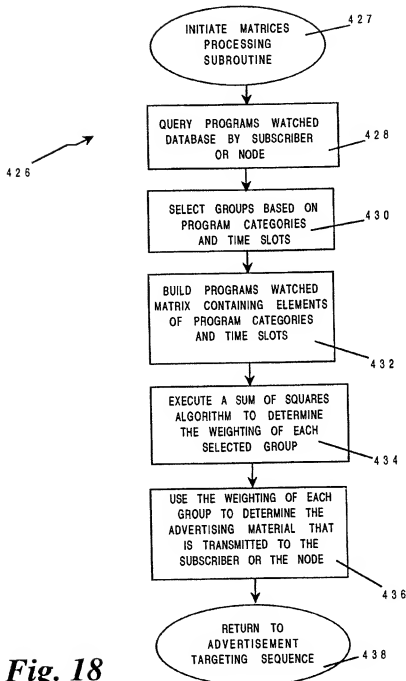 INITIATE MATRICES
PROCESSING
SUBROUTINE
427
QUERY PROGRAMS WATCHED
DATABASE BY SUBSCRIBER
OR NODE
428
426
SELECT GROUPS BASED ON
PROGRAM CATEGORIES
AND TIME SLOTS
430
BUILD PROGRAMS WATCHED
MATRIX CONTAINING ELEMENTS
OF PROGRAM CATEGORIES
AND TIME SLOTS
432
EXECUTE A SUM OF SQUARES
ALGORITHM TO DETERMINE
THE WEIGHTING OF EACH
SELECTED GROUP
434
USE THE WEIGHTING OF EACH
GROUP TO DETERMINE THE
ADVERTISING MATERIAL THAT
IS TRANSMITTED TO THE
SUBSCRIBER OR THE NODE
436
RETURN TO
ADVERTISEMENT
TARGETING SEQUENCE
438
Fig. 18